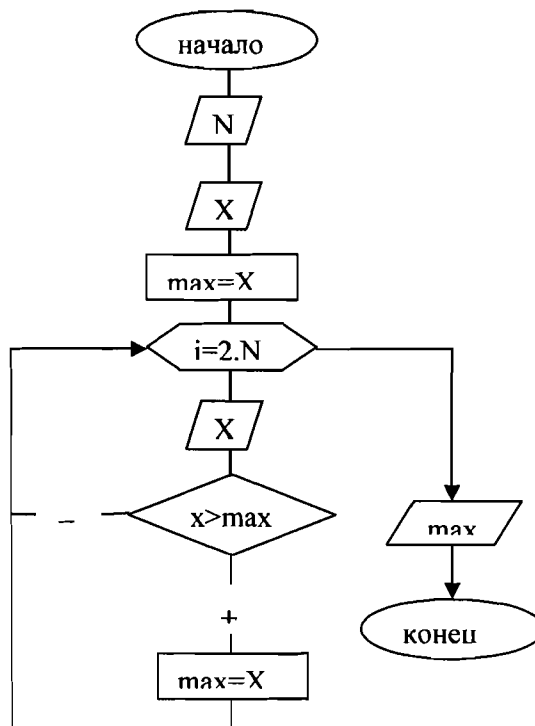 начало
N
X
max=X
i=2.N
X
x>max
–
max
+
конец
max=X